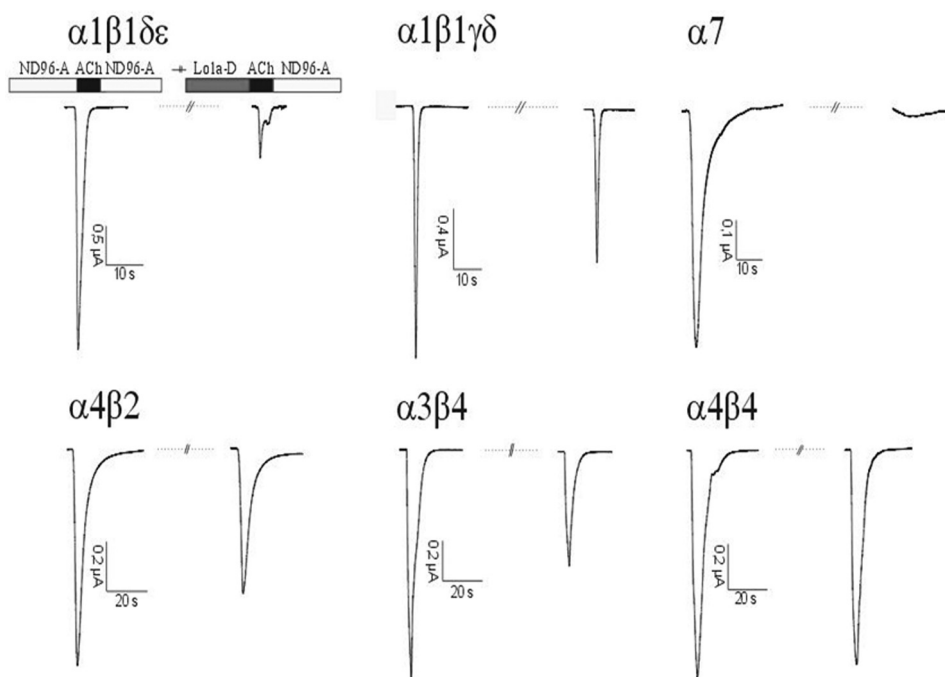 α1β1δε
α1β1γδ
α7
ND96-A ACh ND96-A
Lola-D ACh ND96-A
0,5 μA
10 s
0,4 μA
10 s
0,1 μA
10 s
α4β2
α3β4
α4β4
0,2 μA
20 s
0,2 μA
20 s
0,2 μA
20 s